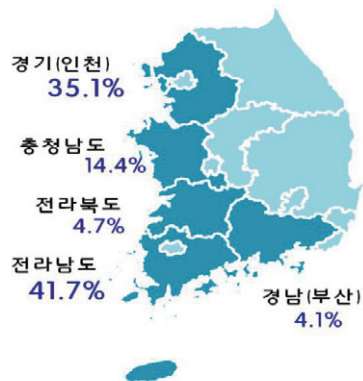 경기(인천)
35.1%
충청남도
14.4%
전라북도
4.7%
전라남도
41.7%
경남(부산)
4.1%